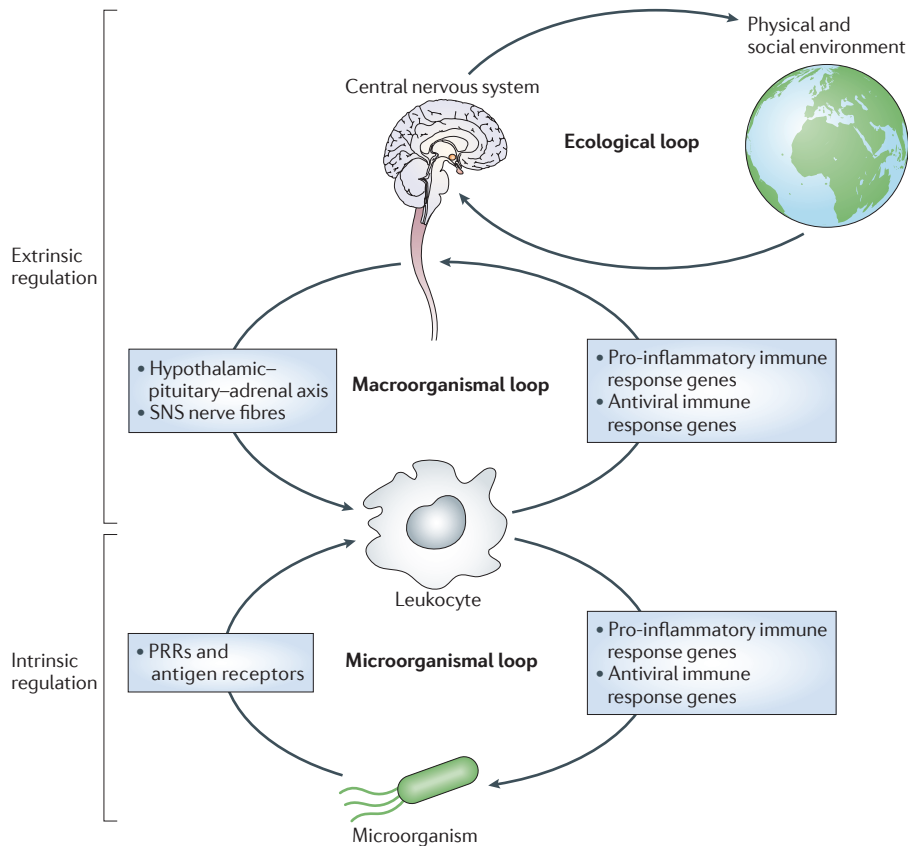 Physical and
social environment
Central nervous system
Ecological loop
Extrinsic
regulation
• Hypothalamic–
pituitary–adrenal axis
• SNS nerve fibres
Macroorganismal loop
• Pro-inflammatory immune
response genes
• Antiviral immune
response genes
Leukocyte
Intrinsic
regulation
• PRRs and
antigen receptors
Microorganismal loop
• Pro-inflammatory immune
response genes
• Antiviral immune
response genes
Microorganism